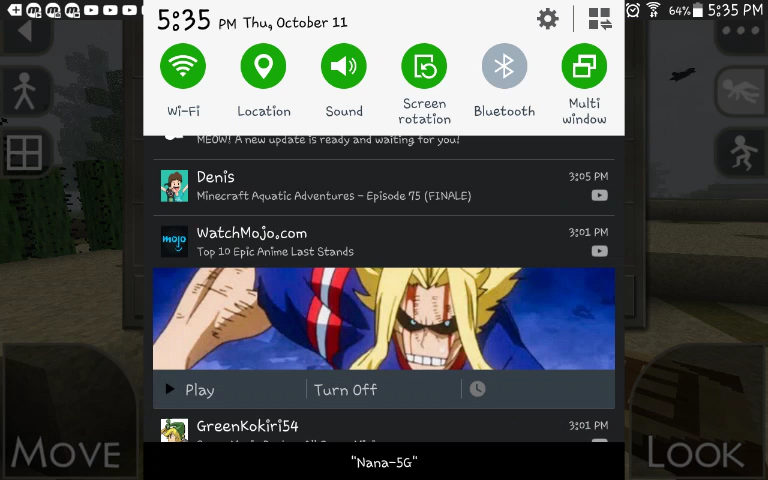 5:35 PM Thu, October 11
64% 5:35 PM
Wi-Fi
Location
Sound
Screen rotation
Bluetooth
Multi window
MEOW! A new update is ready and waiting for you!
Denis
3:05 PM
Minecraft Aquatic Adventures - Episode 75 (FINALE)
mojo
WatchMojo.com
3:01 PM
Top 10 Epic Anime Last Stands
Play
Turn Off
GreenKokiri54
3:01 PM
MOVE
"Nana-5G"
LOOK